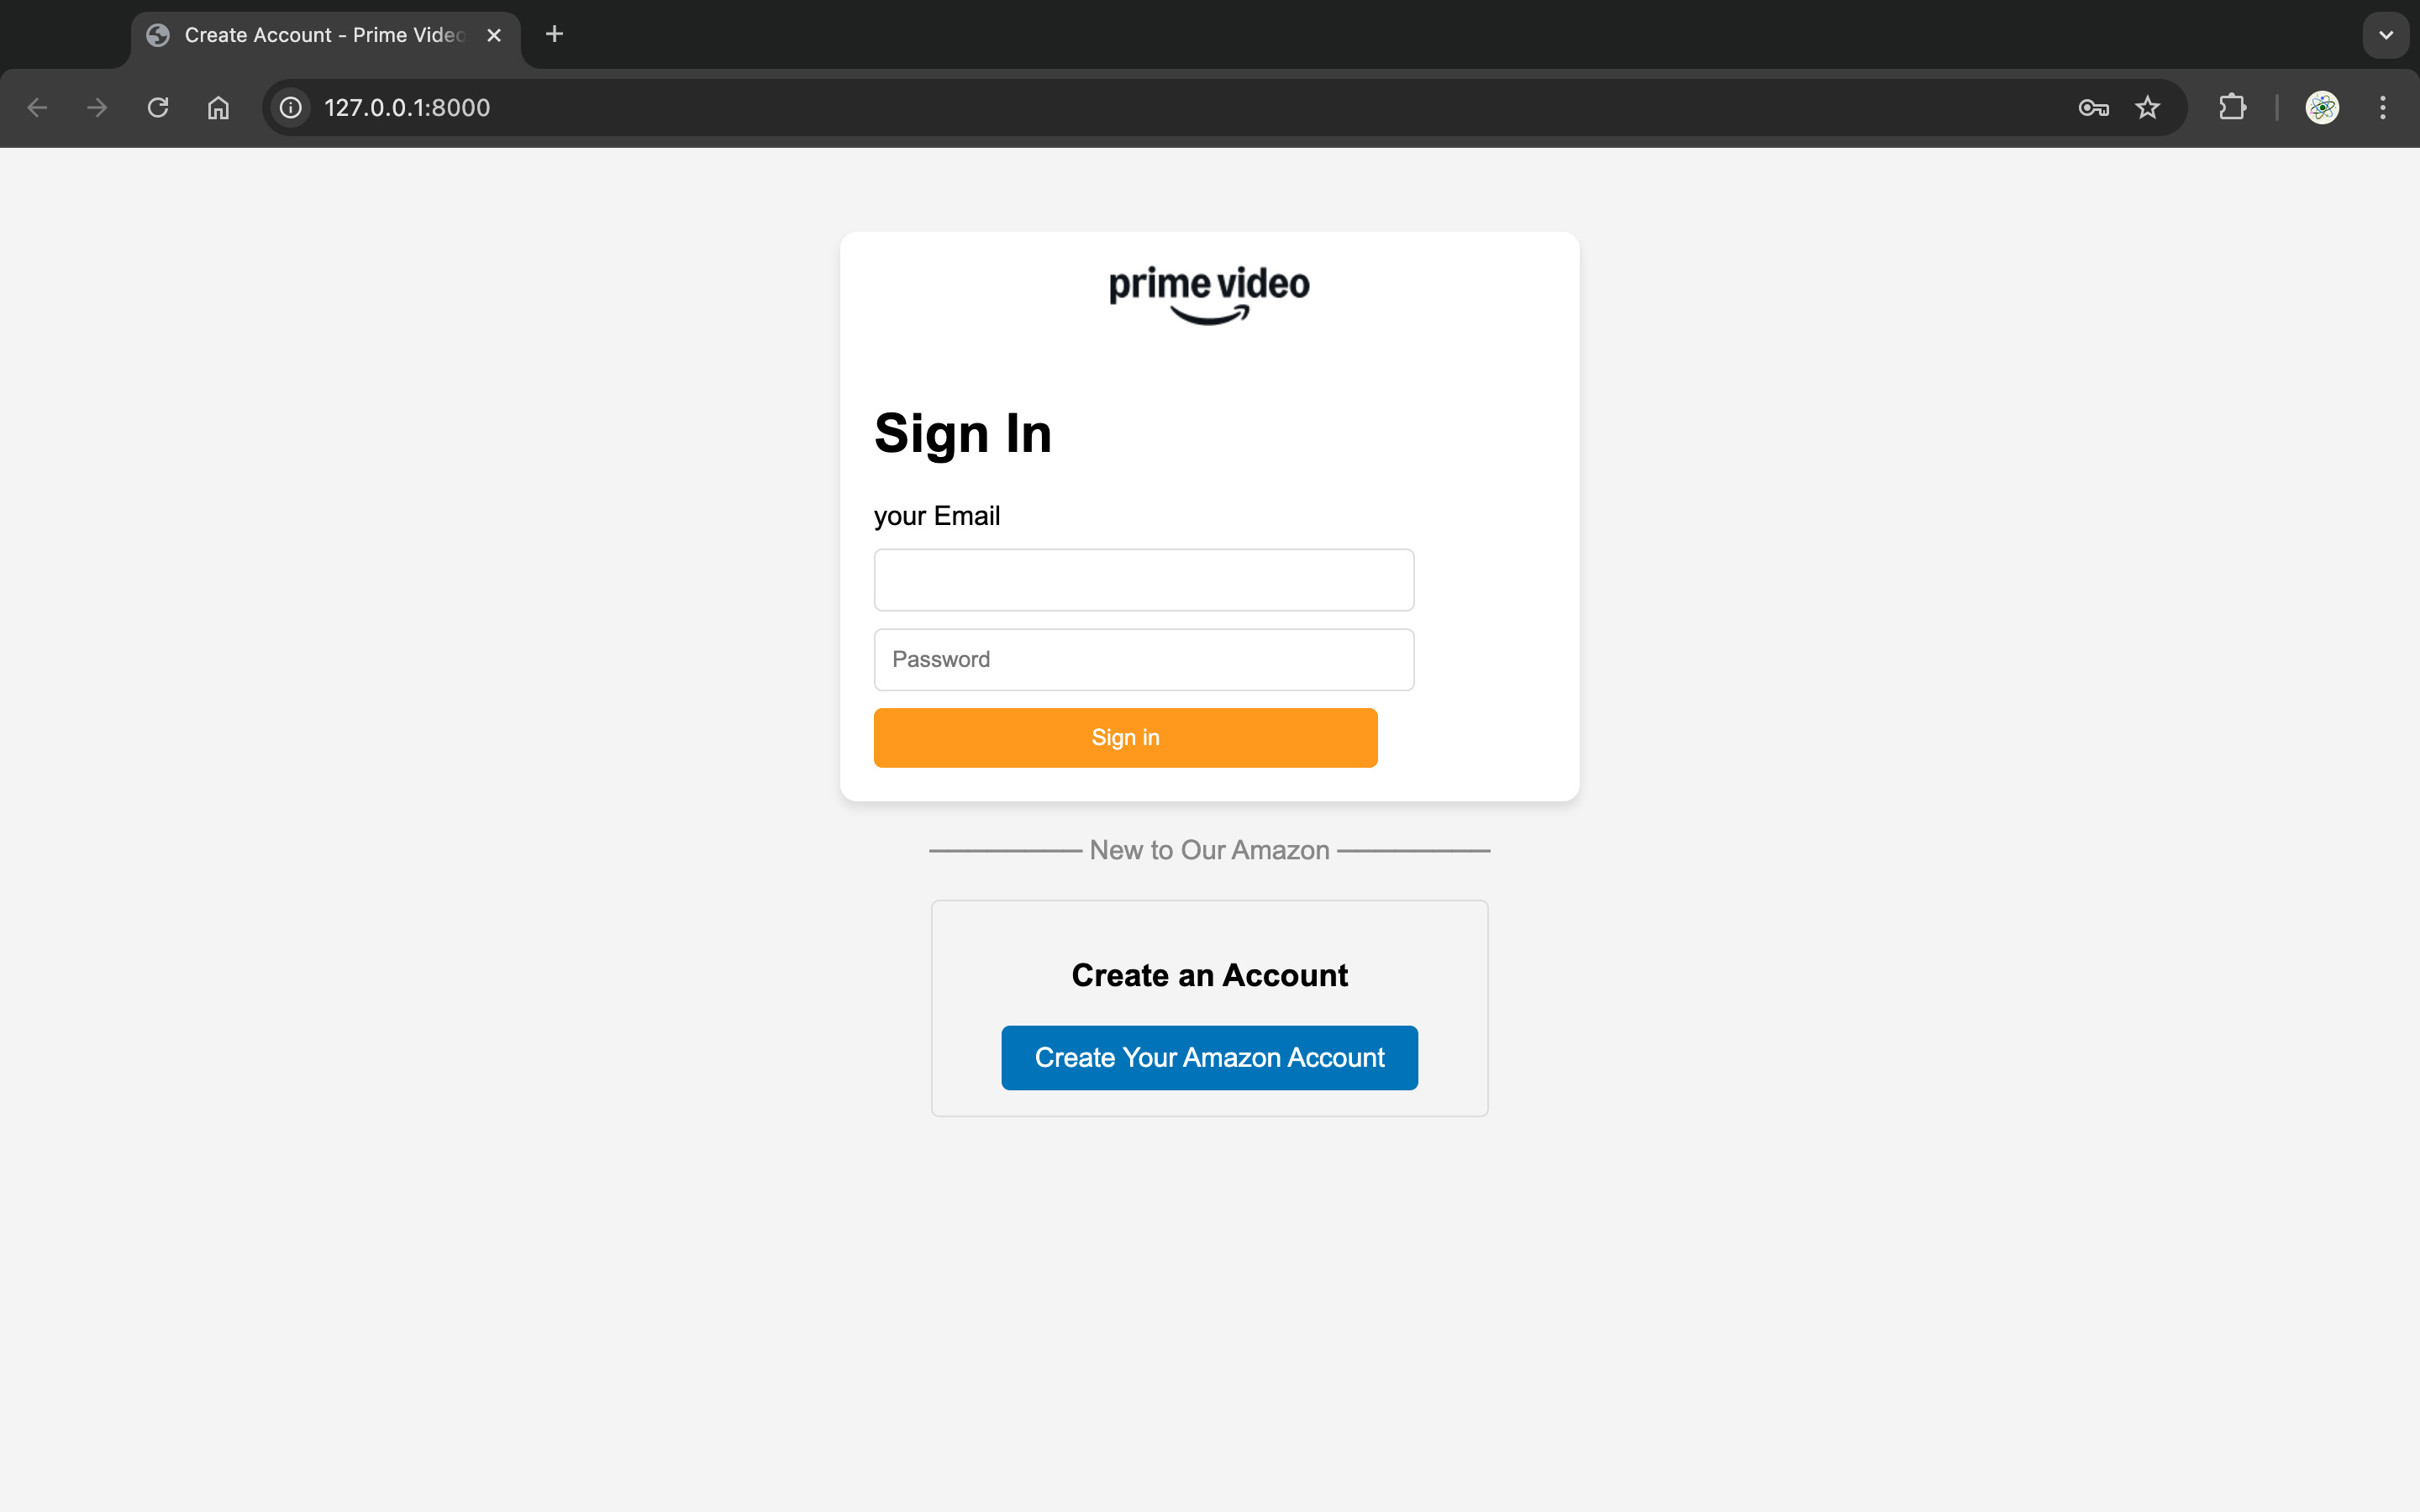 Create Account - Prime Video
127.0.0.1:8000
prime video
Sign In
your Email
Password
Sign in
New to Our Amazon
Create an Account
Create Your Amazon Account